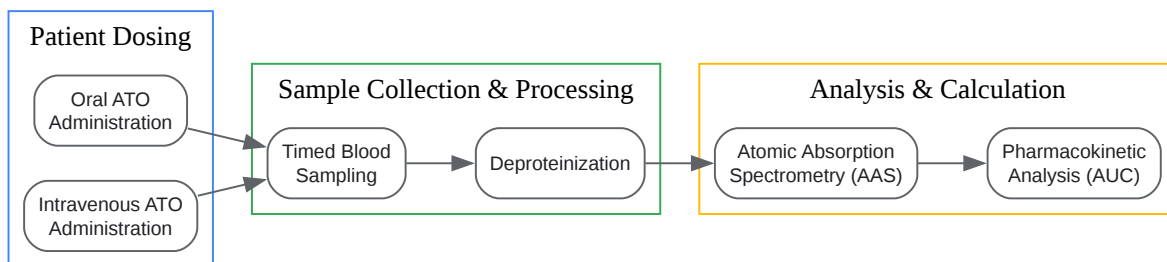 Patient Dosing
Oral ATO
Administration
Intravenous ATO
Administration
Sample Collection & Processing
Timed Blood
Sampling
Deproteinization
Analysis & Calculation
Atomic Absorption
Spectrometry (AAS)
Pharmacokinetic
Analysis (AUC)